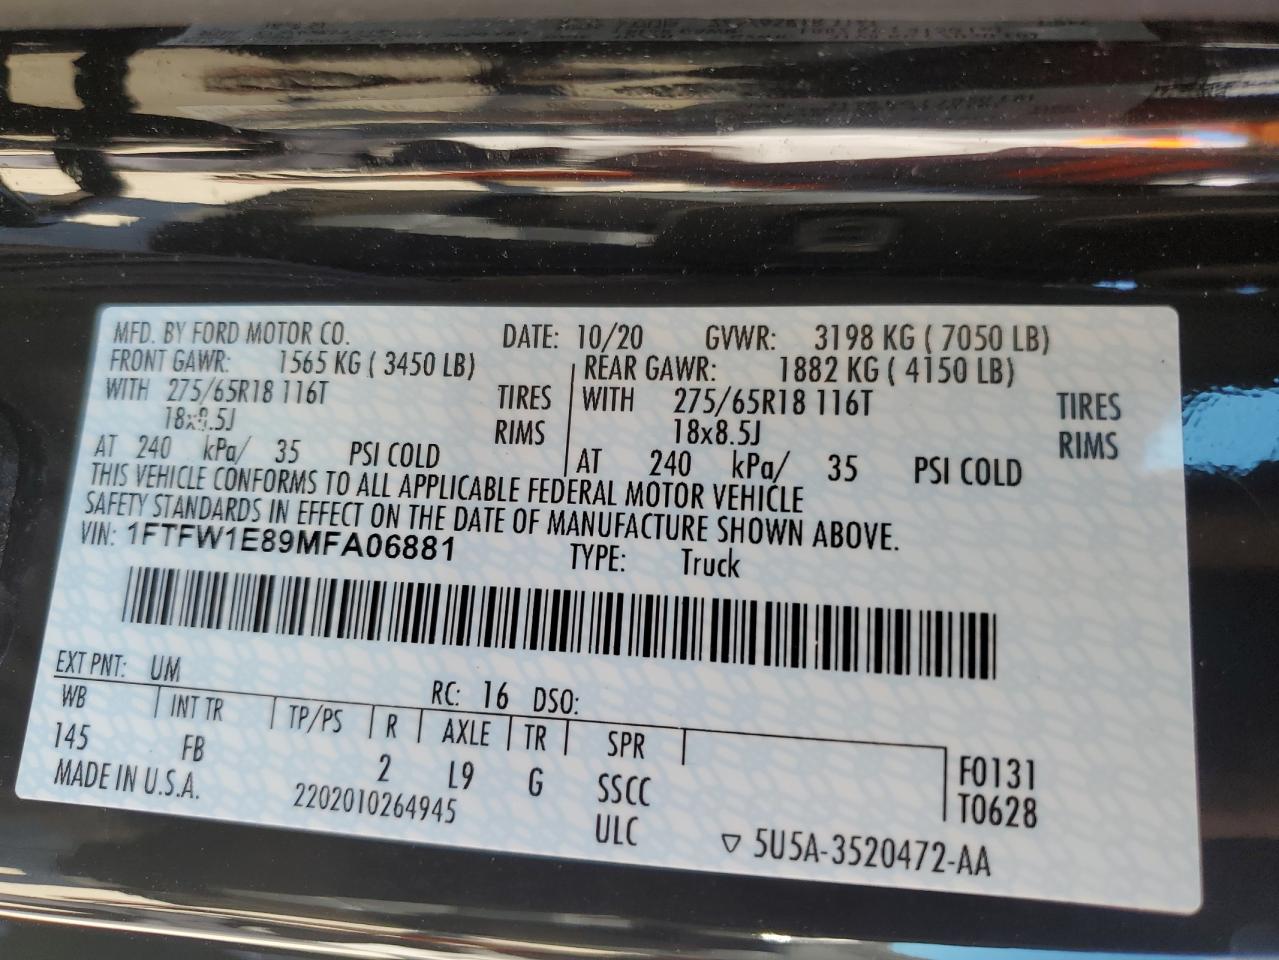 MFD. BY FORD MOTOR CO. DATE: 10/20 GVWR: 3198 KG ( 7050 LB)
FRONT GAWR: 1565 KG ( 3450 LB) REAR GAWR: 1882 KG ( 4150 LB)
WITH 275/65R18 116T TIRES WITH 275/65R18 116T TIRES
18x8.5J RIMS 18x8.5J RIMS
AT 240 kPa/ 35 PSI COLD AT 240 kPa/ 35 PSI COLD
THIS VEHICLE CONFORMS TO ALL APPLICABLE FEDERAL MOTOR VEHICLE
SAFETY STANDARDS IN EFFECT ON THE DATE OF MANUFACTURE SHOWN ABOVE.
VIN: 1FTFW1E89MFA06881 TYPE: Truck
EXT PNT: UM RC: 16 DSO:
WB INT TR TP/PS R AXLE TR SPR
145 FB 2 L9 G SSCC F0131
MADE IN U.S.A. 2202010264945 ULC T0628
5U5A-3520472-AA